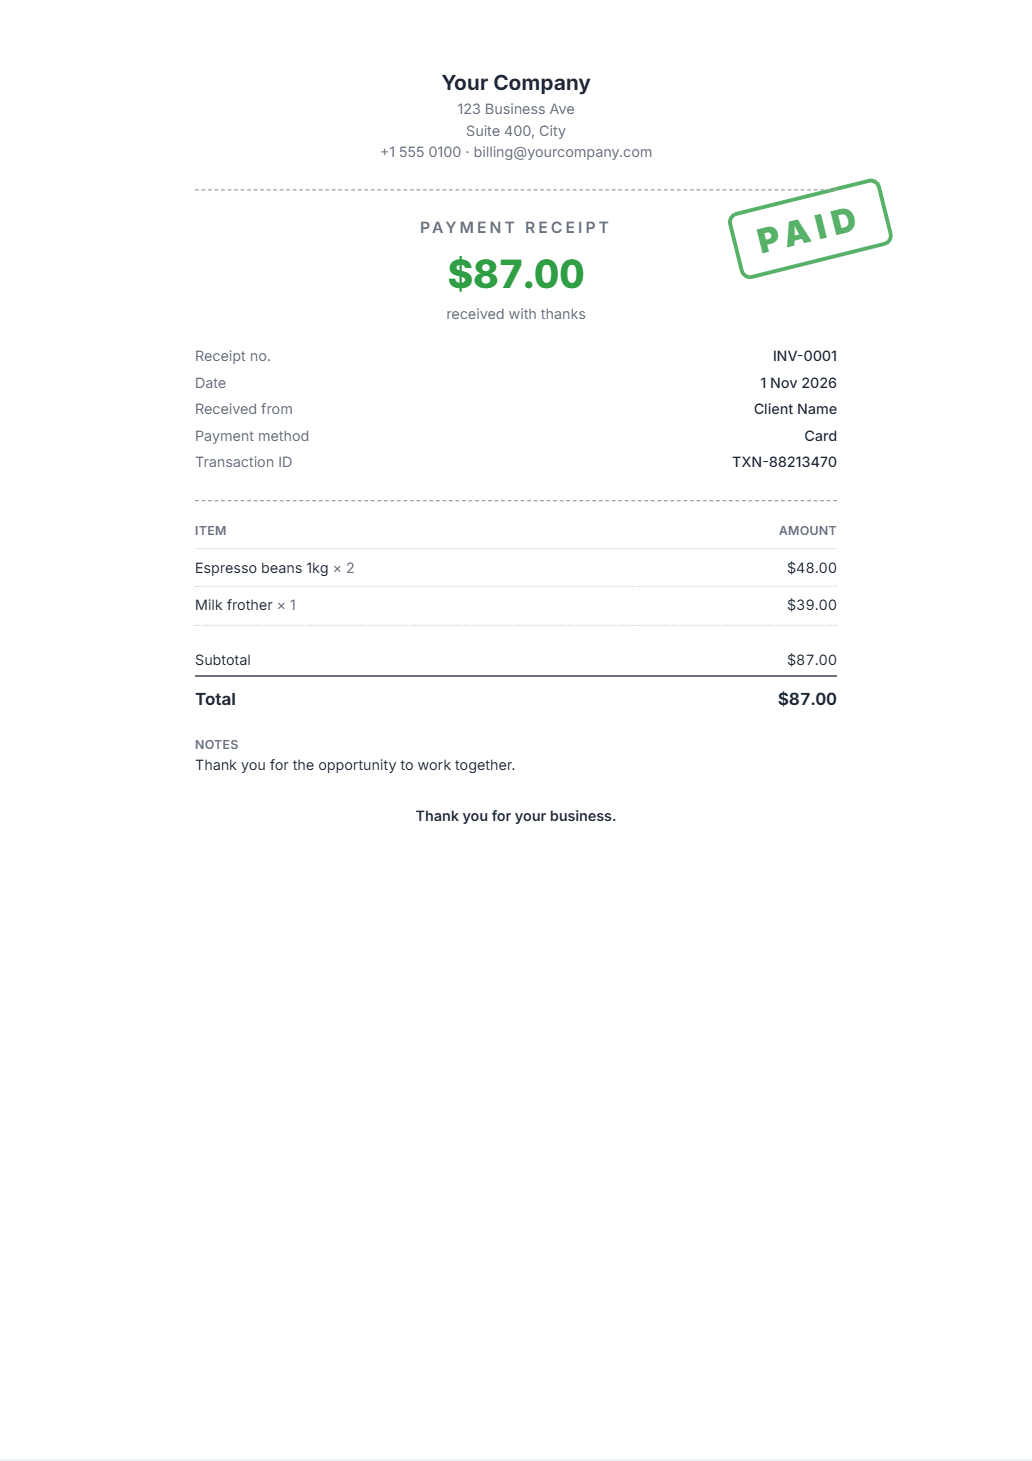 Your Company
123 Business Ave
Suite 400, City
+1 555 0100 · billing@yourcompany.com
PAID
PAYMENT RECEIPT
$87.00
received with thanks
Receipt no. INV-0001
Date 1 Nov 2026
Received from Client Name
Payment method Card
Transaction ID TXN-88213470
ITEM AMOUNT
Espresso beans 1kg × 2 $48.00
Milk frother × 1 $39.00
Subtotal $87.00
Total $87.00
NOTES
Thank you for the opportunity to work together.
Thank you for your business.